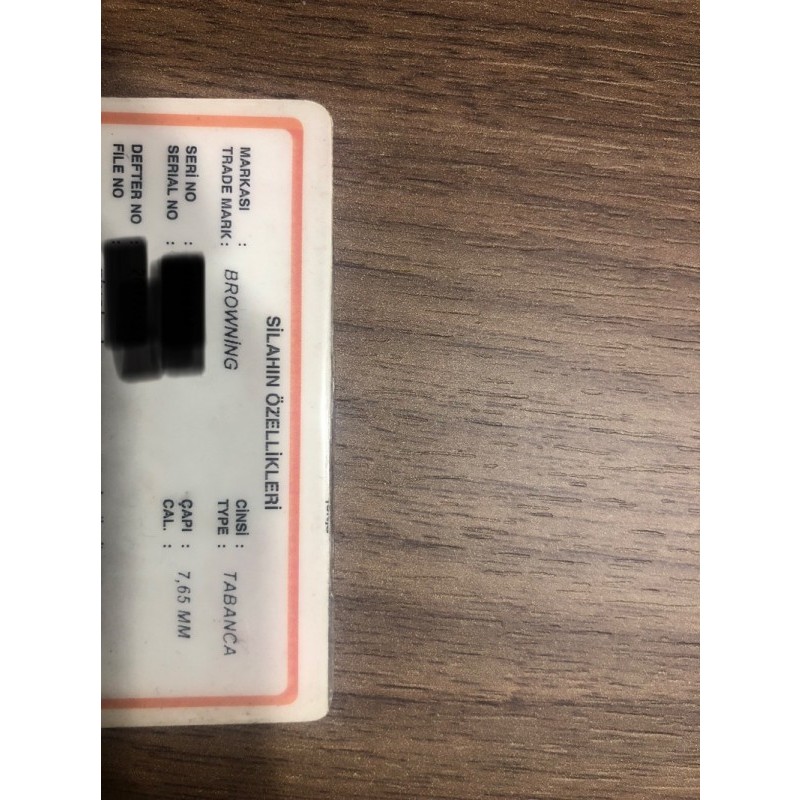 SİLAHIN ÖZELLİKLERİ
MARKASI :
TRADE MARK : BROWNİNG
CİNSİ :
TYPE : TABANCA
SERİ NO :
SERIAL NO :
ÇAPI : 7,65 MM
CAL. :
DEFTER NO :
FILE NO :